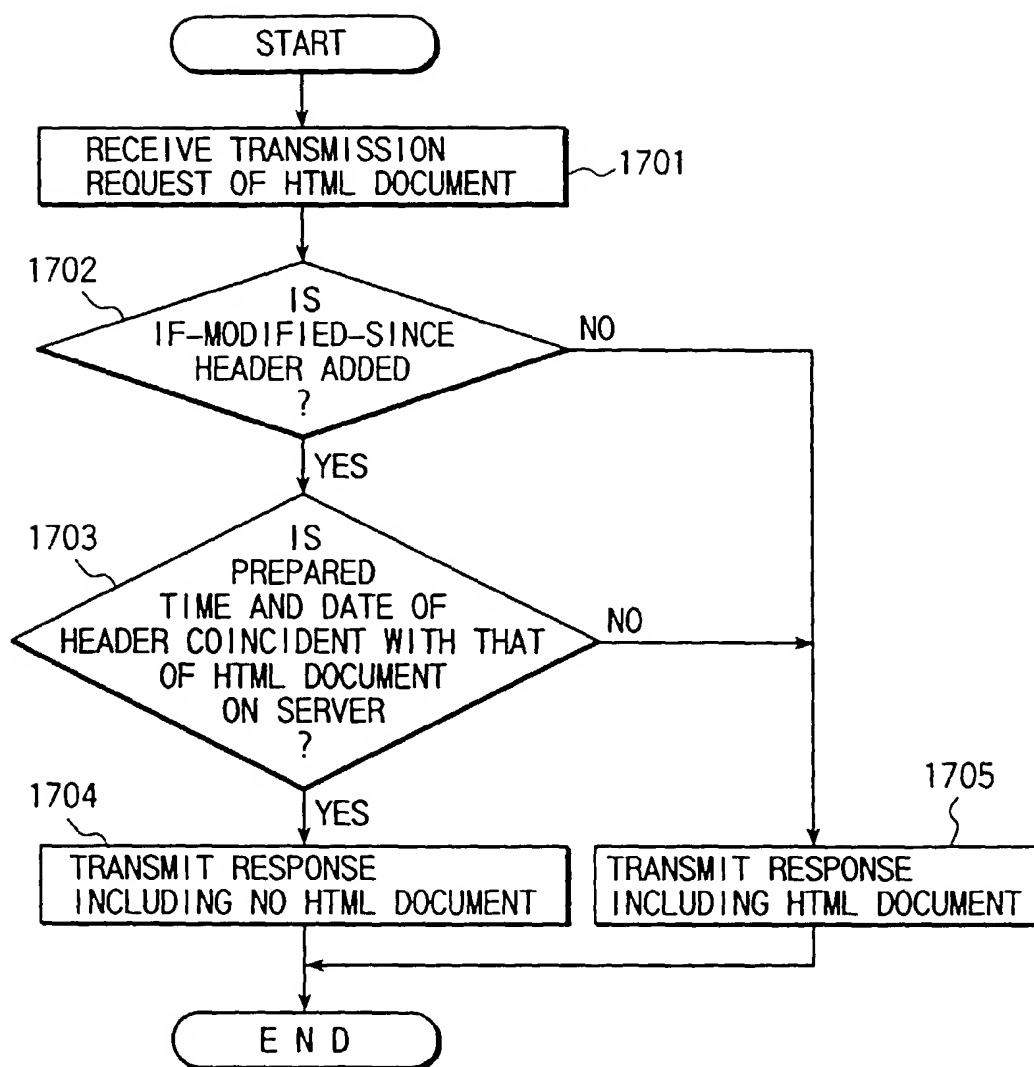 START
RECEIVE TRANSMISSION
REQUEST OF HTML DOCUMENT
1701
1702
IS
IF-MODIFIED-SINCE
HEADER ADDED
?
NO
YES
1703
IS
PREPARED
TIME AND DATE OF
HEADER COINCIDENT WITH THAT
OF HTML DOCUMENT
ON SERVER
?
NO
YES
1704
TRANSMIT RESPONSE
INCLUDING NO HTML DOCUMENT
1705
TRANSMIT RESPONSE
INCLUDING HTML DOCUMENT
END